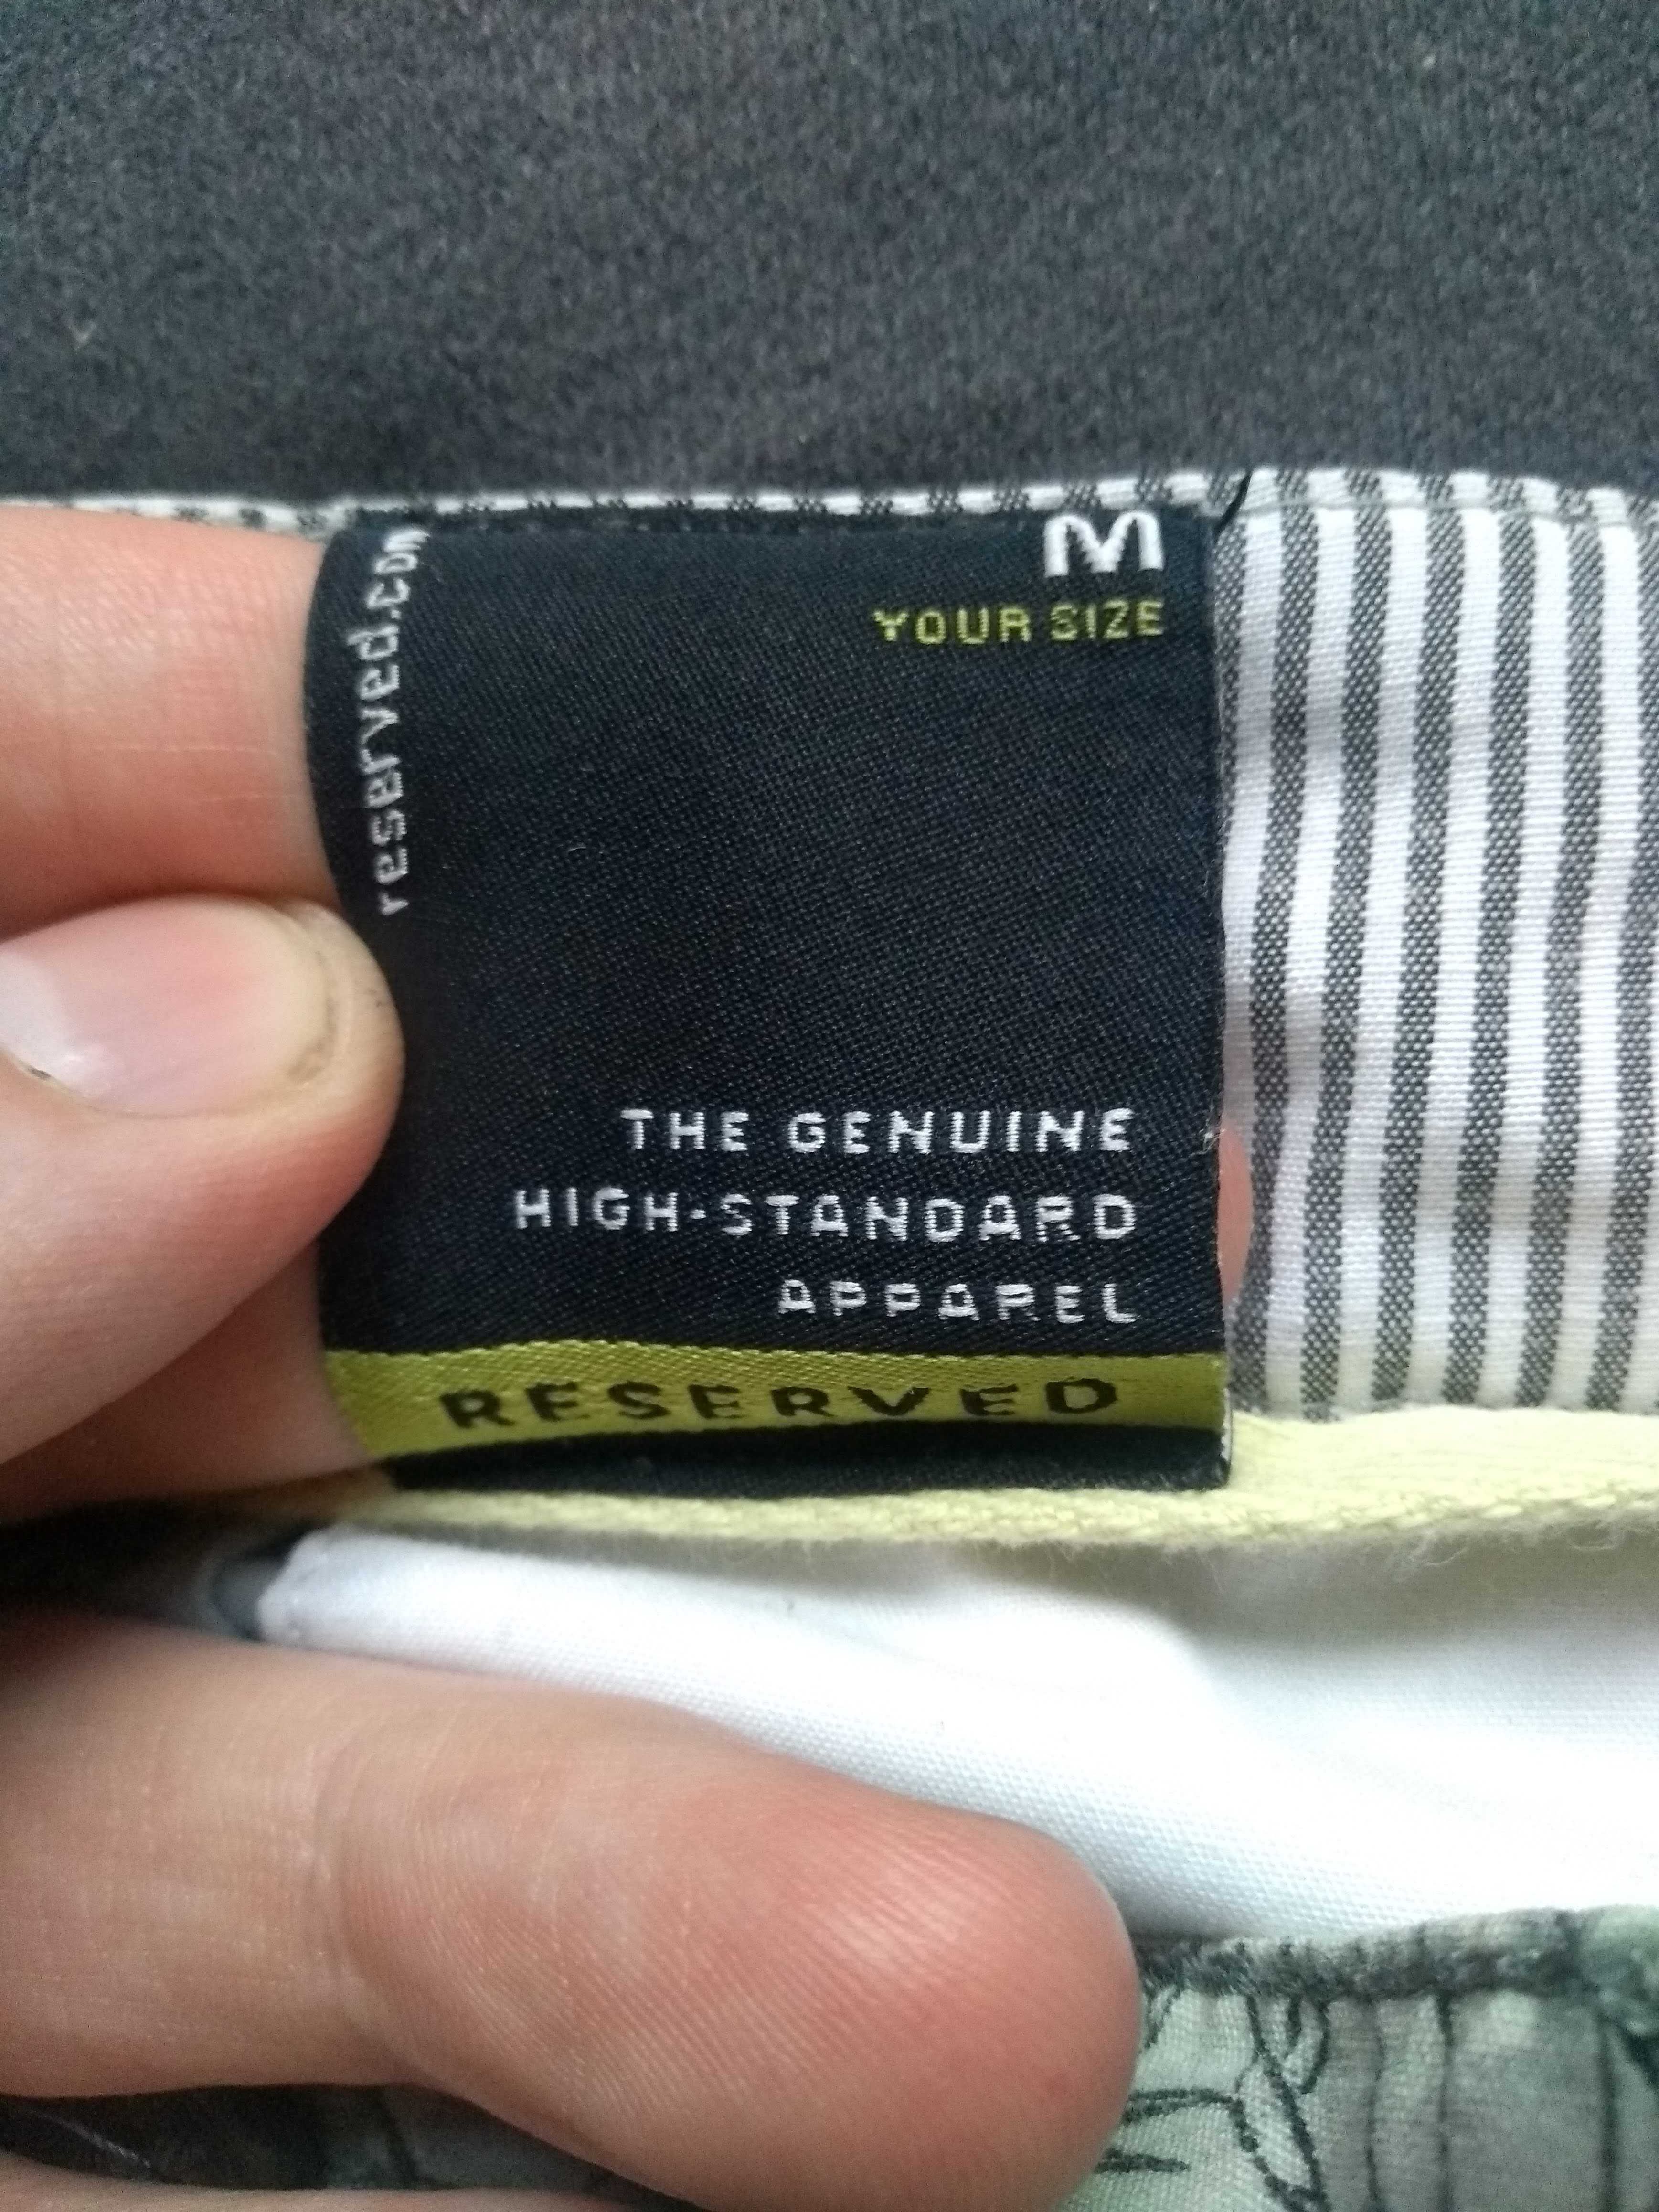 M
YOUR SIZE
reserved.com
THE GENUINE
HIGH-STANDARD
APPAREL
RESERVED